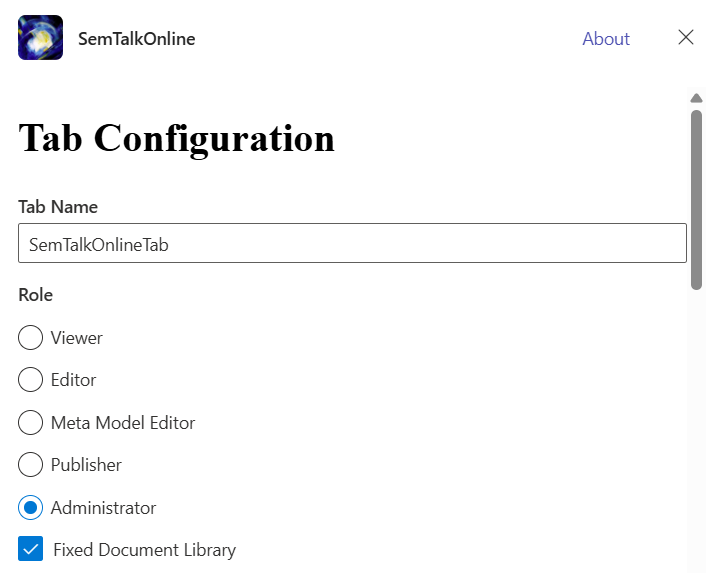 SemTalkOnline
About
Tab Configuration
Tab Name
SemTalkOnlineTab
Role
Viewer
Editor
Meta Model Editor
Publisher
Administrator
Fixed Document Library